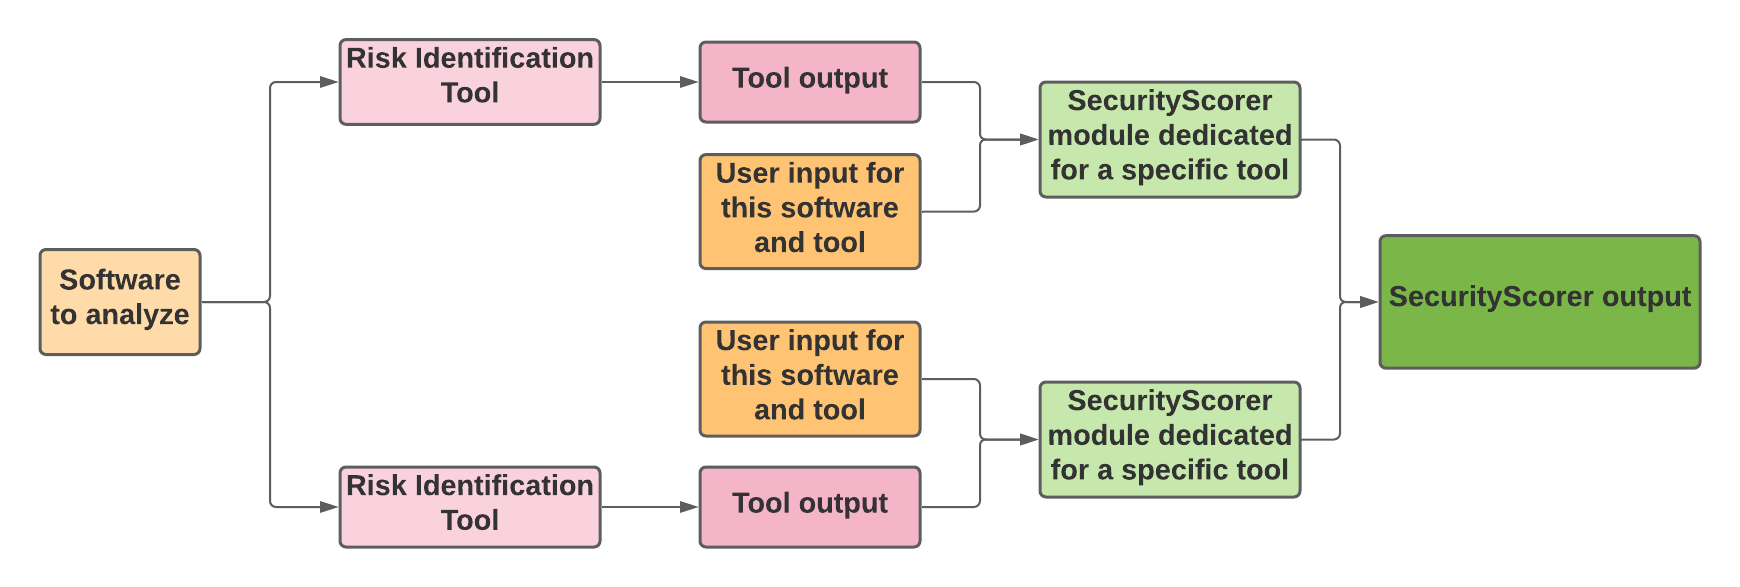 Risk Identification
Tool
Tool output
SecurityScorer
module dedicated
for a specific tool
User input for
this software
and tool
Software
to analyze
SecurityScorer output
User input for
this software
and tool
SecurityScorer
module dedicated
for a specific tool
Risk Identification
Tool
Tool output